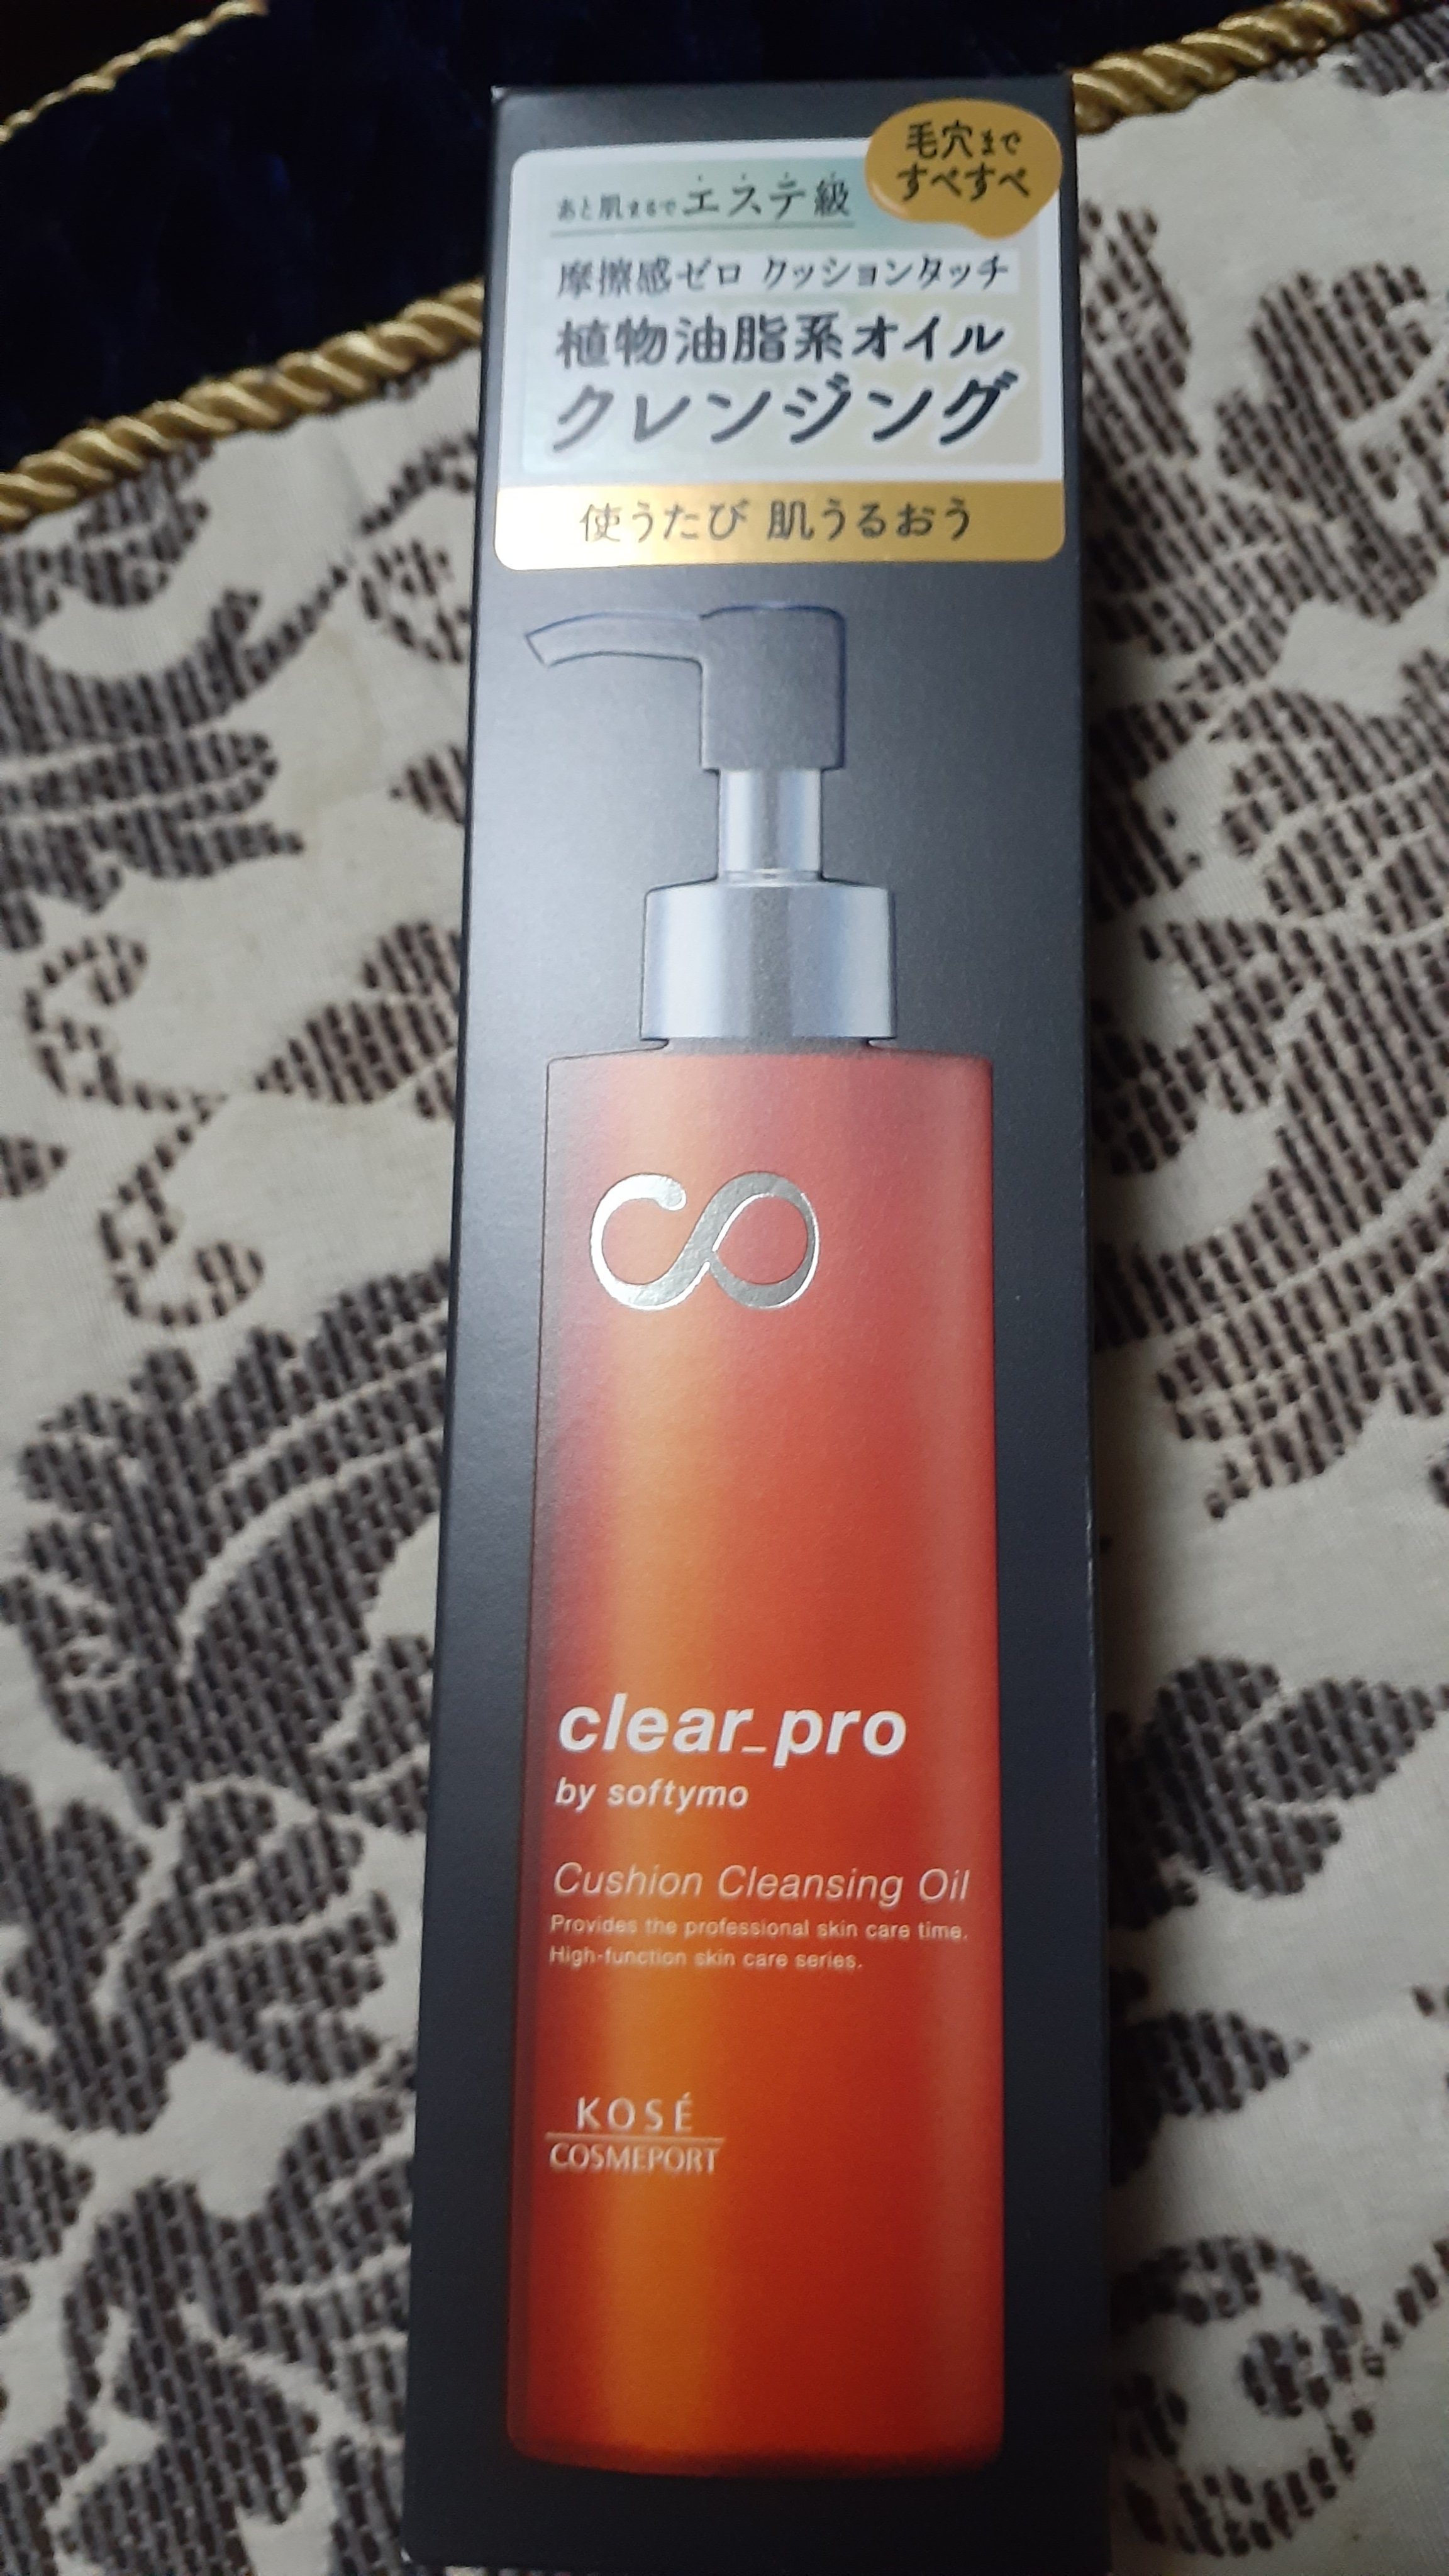 毛穴まで
すべすべ
あと肌まるでエステ級
摩擦感ゼロ クッションタッチ
植物油脂系オイル
クレンジング
使うたび 肌うるおう
clear_pro
by softymo
Cushion Cleansing Oil
Provides the professional skin care time.
High-function skin care series.
KOSÉ
COSMEPORT